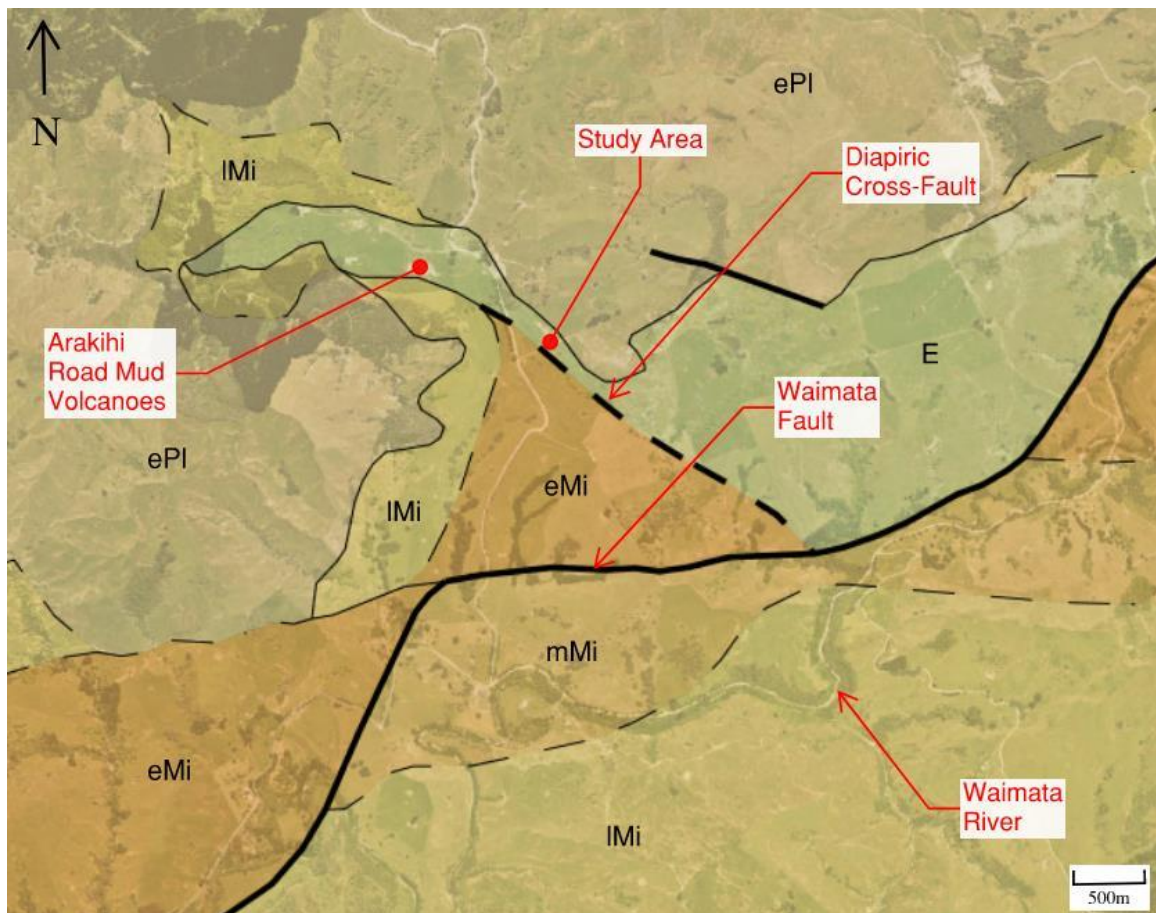 N
ePl
Study Area
Diapiric
Cross-Fault
lMi
Arakihi
Road Mud
Volcanoes
E
Waimata
Fault
ePl
eMi
lMi
mMi
eMi
Waimata
River
lMi
500m